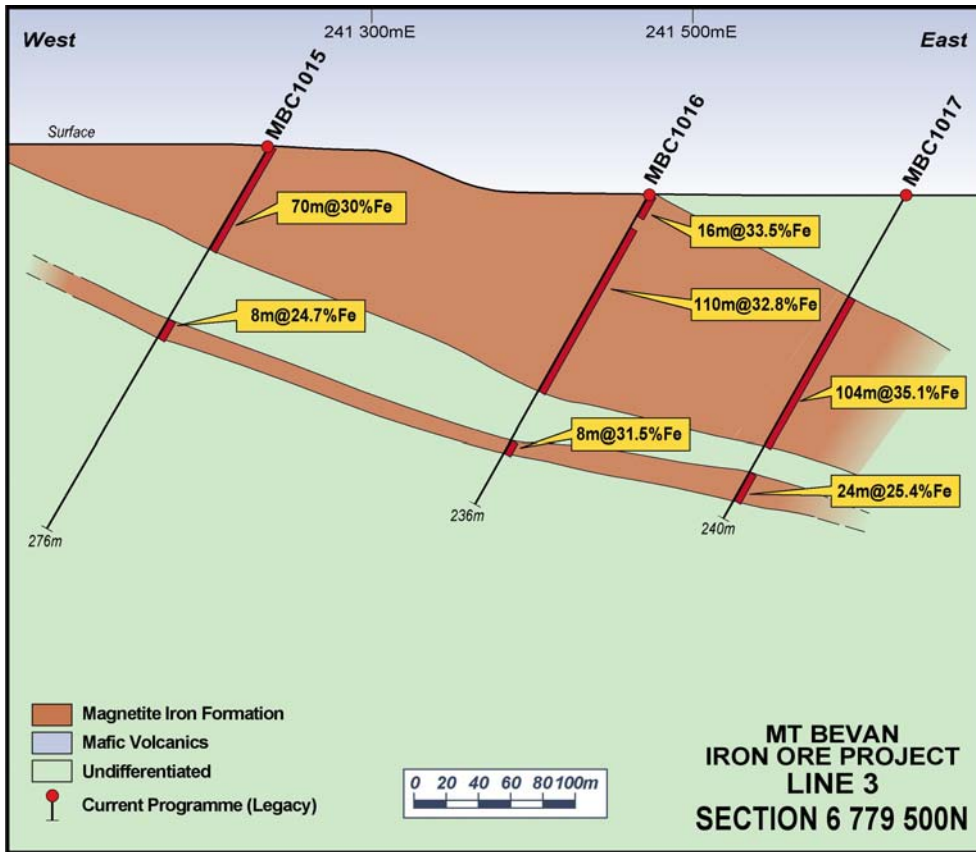 West
241 300mE
241 500mE
East
Surface
MBC1015
MBC1016
MBC1017
70m@30%Fe
16m@33.5%Fe
110m@32.8%Fe
8m@24.7%Fe
104m@35.1%Fe
8m@31.5%Fe
24m@25.4%Fe
276m
236m
240m
Magnetite Iron Formation
Mafic Volcanics
Undifferentiated
Current Programme (Legacy)
0 20 40 60 80 100m
MT BEVAN
IRON ORE PROJECT
LINE 3
SECTION 6 779 500N